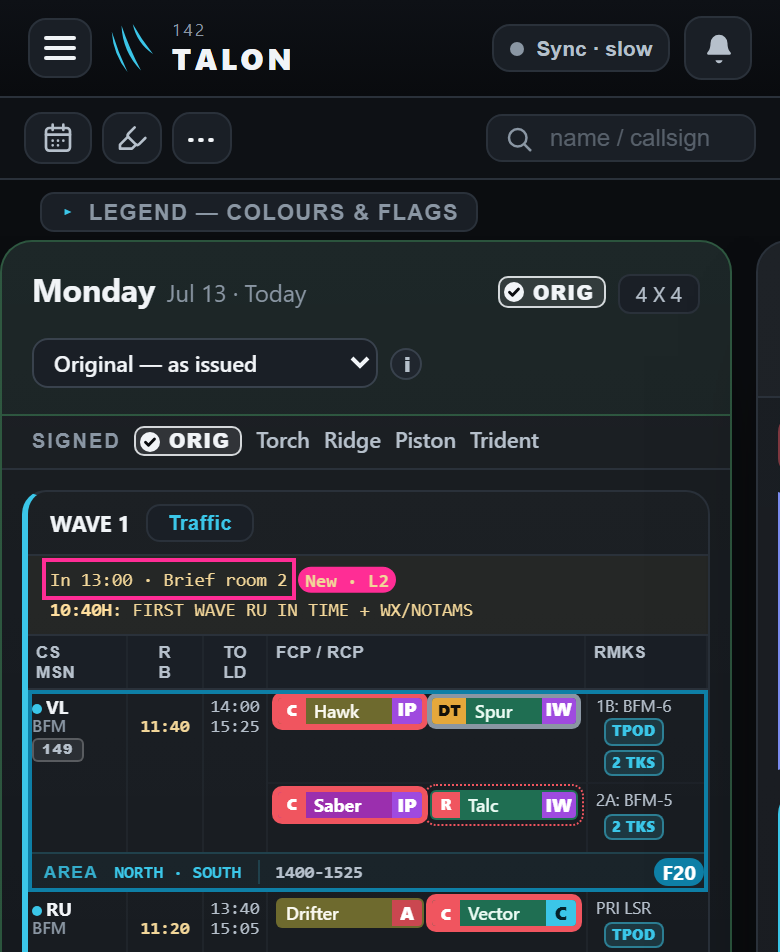 142
TALON
Sync · slow
name / callsign
LEGEND — COLOURS & FLAGS
Monday Jul 13 · Today
ORIG
4 X 4
Original — as issued
i
SIGNED ORIG Torch Ridge Piston Trident
WAVE 1 Traffic
In 13:00 · Brief room 2 New · L2
10:40H: FIRST WAVE RU IN TIME + WX/NOTAMS
CS R TO FCP / RCP RMKS
MSN B LD
VL 14:00 C Hawk IP DT Spur IW 1B: BFM-6
BFM 11:40 15:25 TPOD
149 2 TKS
C Saber IP R Talc IW 2A: BFM-5
2 TKS
AREA NORTH · SOUTH 1400-1525 F20
RU 13:40 Drifter A C Vector C PRI LSR
BFM 11:20 15:05 TPOD